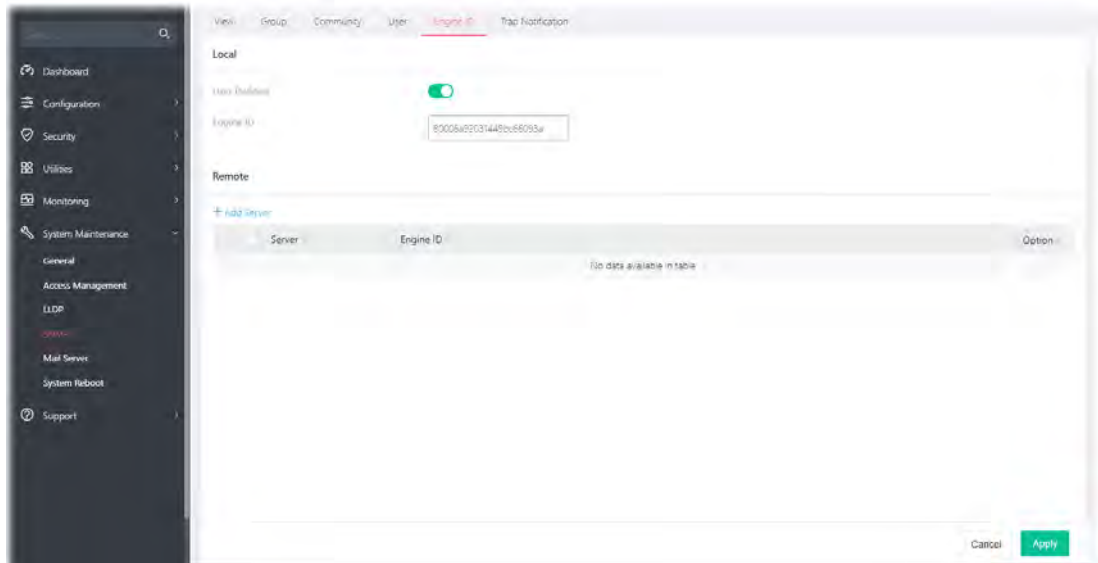 View Group Community User Engine ID Trap Notification
Local
Dashboard
User Defined
Configuration
Engine ID
Security
Utilities
Remote
Monitoring
+ Add Server
System Maintenance
Server Engine ID Option
General
No data available in table
Access Management
LLDP
SNMP
Mail Server
System Reboot
Support
Cancel Apply